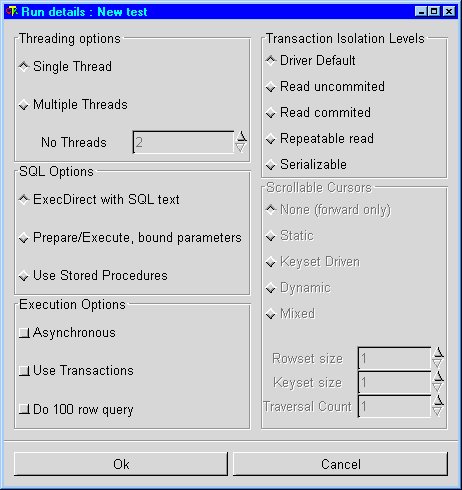 Run details : New test
Threading options
Single Thread
Multiple Threads
No Threads 2
SQL Options
ExecDirect with SQL text
Prepare/Execute, bound parameters
Use Stored Procedures
Execution Options
Asynchronous
Use Transactions
Do 100 row query
Transaction Isolation Levels
Driver Default
Read uncommited
Read commited
Repeatable read
Serializable
Scrollable Cursors
None (forward only)
Static
Keyset Driven
Dynamic
Mixed
Rowset size 1
Keyset size 1
Traversal Count 1
Ok
Cancel